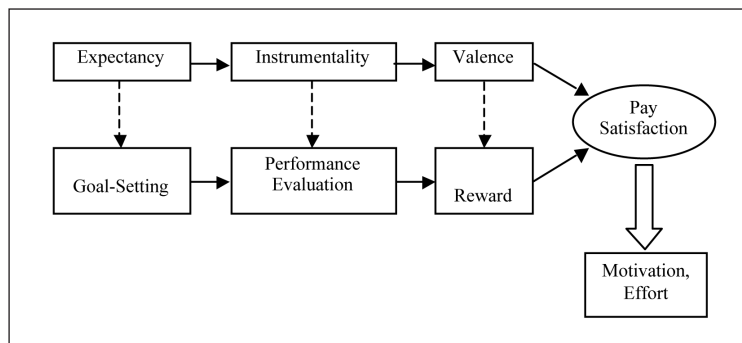 Expectancy
Instrumentality
Valence
Pay
Satisfaction
Goal-Setting
Performance
Evaluation
Reward
Motivation,
Effort